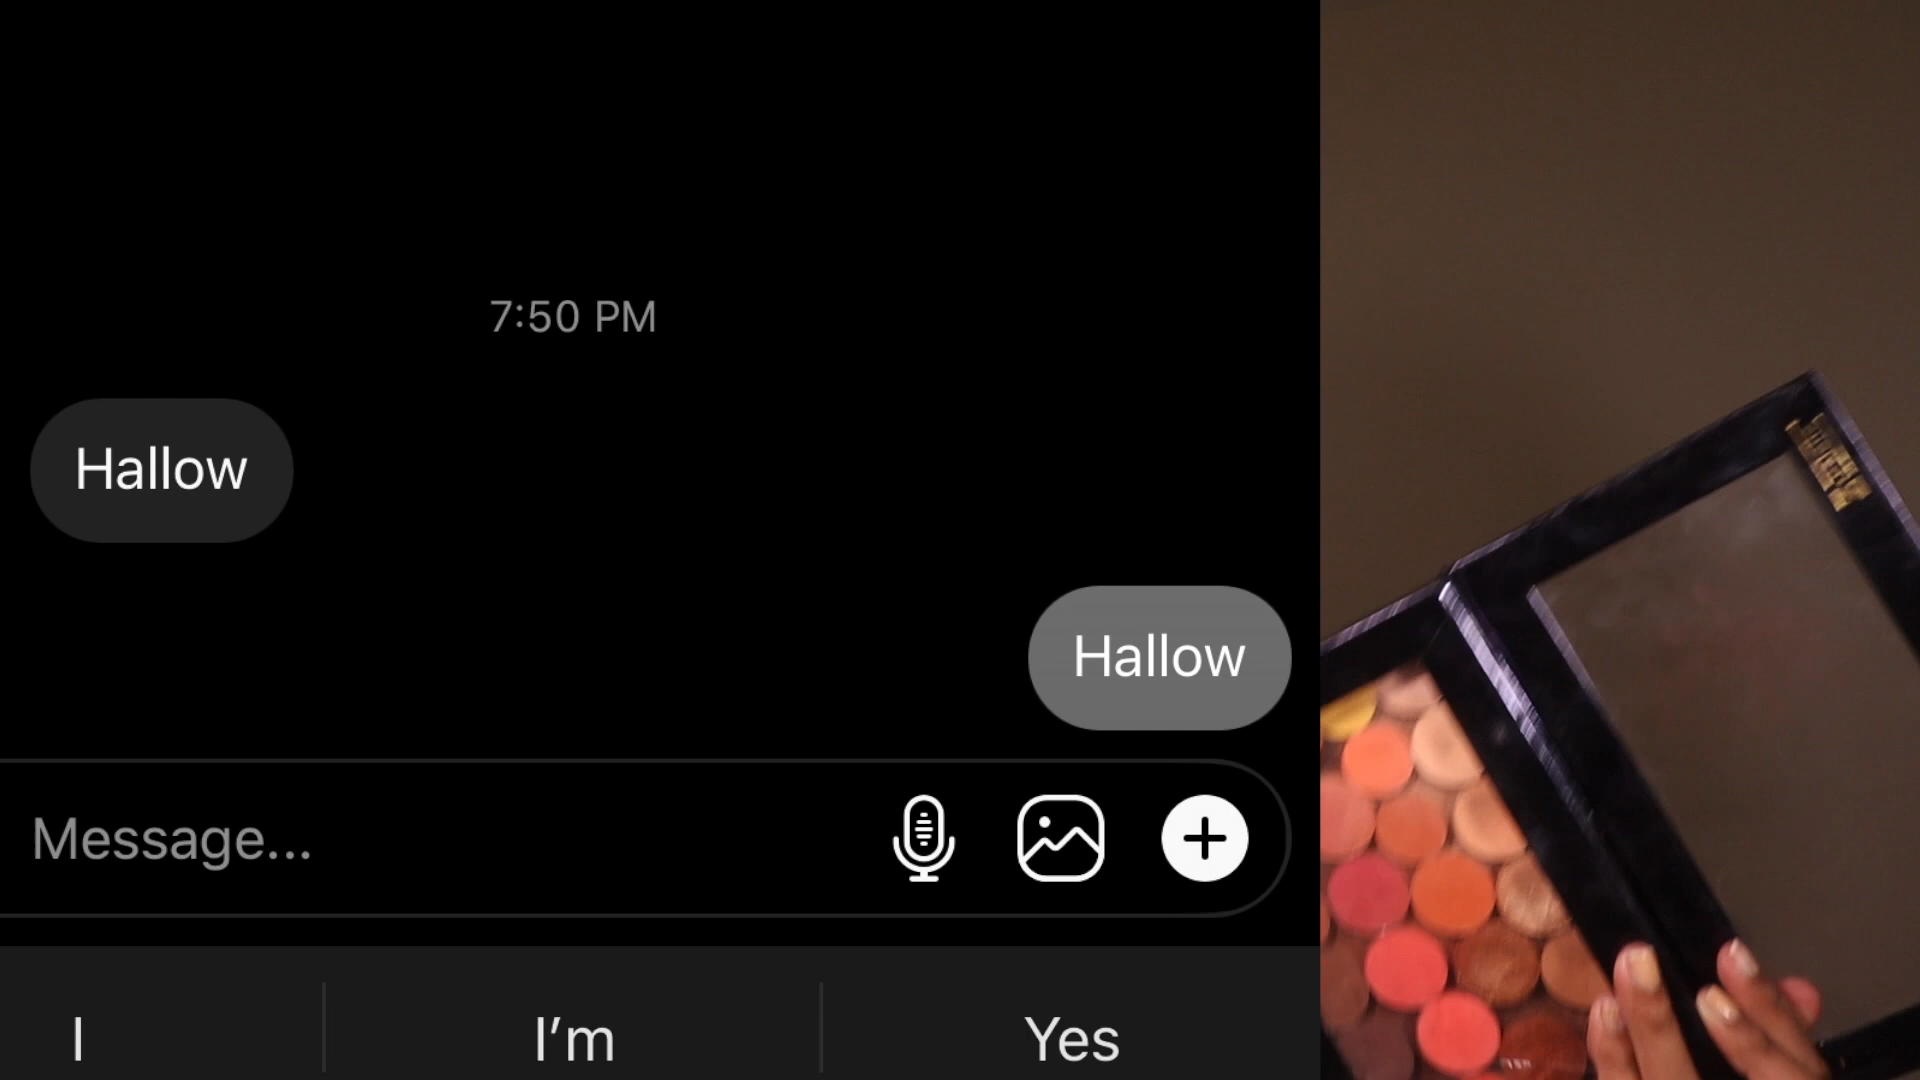 7:50 PM
Hallow
Hallow
Message...
I
I’m
Yes